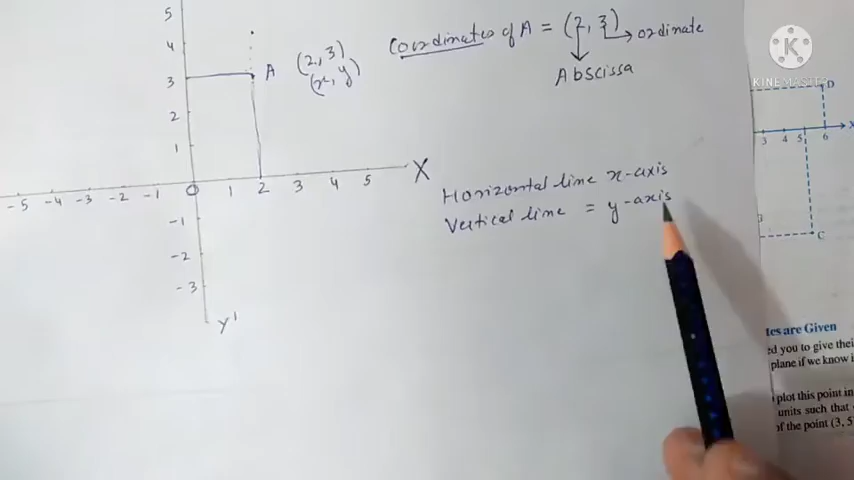 5
4
3
2
1
A (2,3)
(x, y)
Coordinates of A = (2, 3)
ordinate
Abscissa
KINEMASTER
D
3 4 5 6 X
-5 -4 -3 -2 -1 0 1 2 3 4 5 X
Horizontal line x-axis
Vertical line = y-axis
-1
-2
-3
y'
3
C
tes are Given
ed you to give thei
plane if we know i
plot this point in
units such that
of the point (3, 5